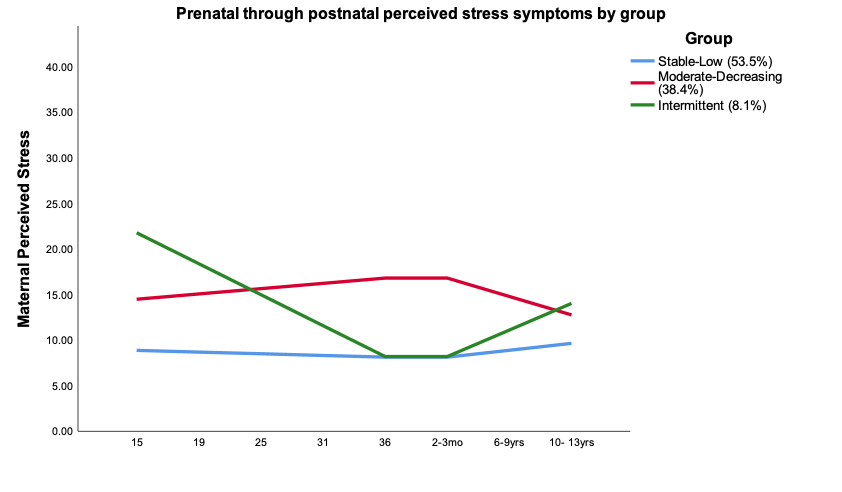 Prenatal through postnatal perceived stress symptoms by group
Group
Stable-Low (53.5%)
Moderate-Decreasing
(38.4%)
Intermittent (8.1%)
Maternal Perceived Stress
40.00
35.00
30.00
25.00
20.00
15.00
10.00
5.00
0.00
15 19 25 31 36 2-3mo 6-9yrs 10- 13yrs